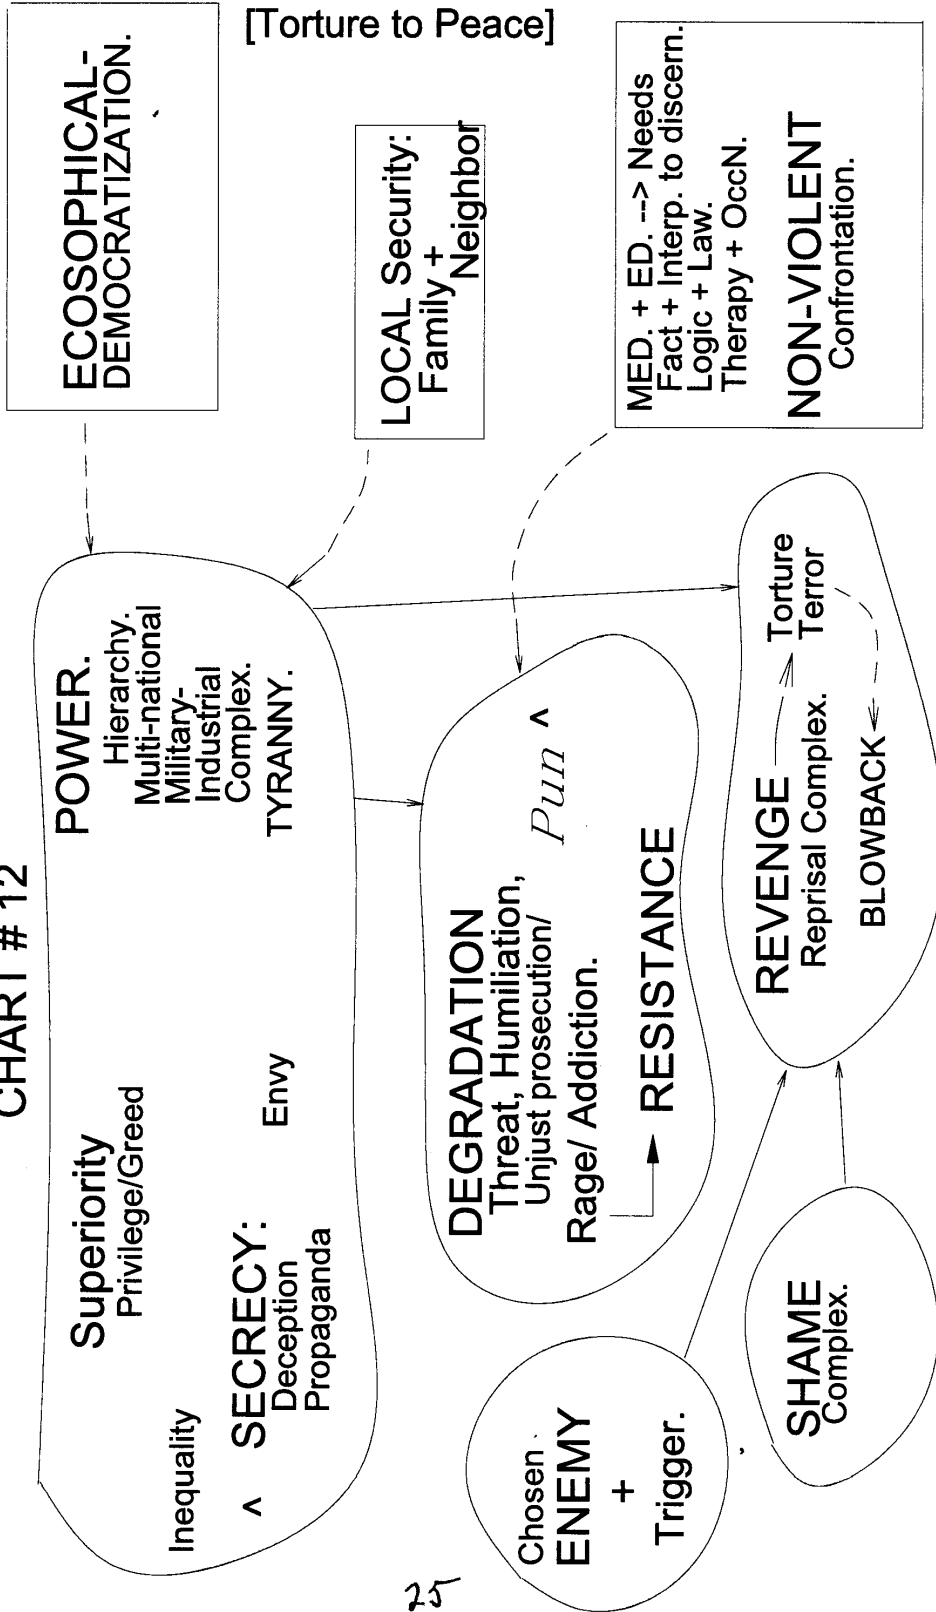 CHART # 12
[Torture to Peace]
Superiority
Privilege/Greed
Inequality
^ SECRECY:
Deception
Propaganda
Envy
POWER.
Hierarchy.
Multi-national
Military-
Industrial
Complex.
TYRANNY.
ECOSOPHICAL-
DEMOCRATIZATION.
LOCAL Security:
Family +
Neighbor
DEGRADATION
Threat, Humiliation,
Unjust prosecution/
Pun ^
Rage/ Addiction.
RESISTANCE
MED. + ED. --> Needs
Fact + Interp. to discern.
Logic + Law.
Therapy + OccN.
NON-VIOLENT
Confrontation.
Chosen
ENEMY
+
Trigger.
SHAME
Complex.
REVENGE
Reprisal Complex.
Torture
Terror
BLOWBACK
25